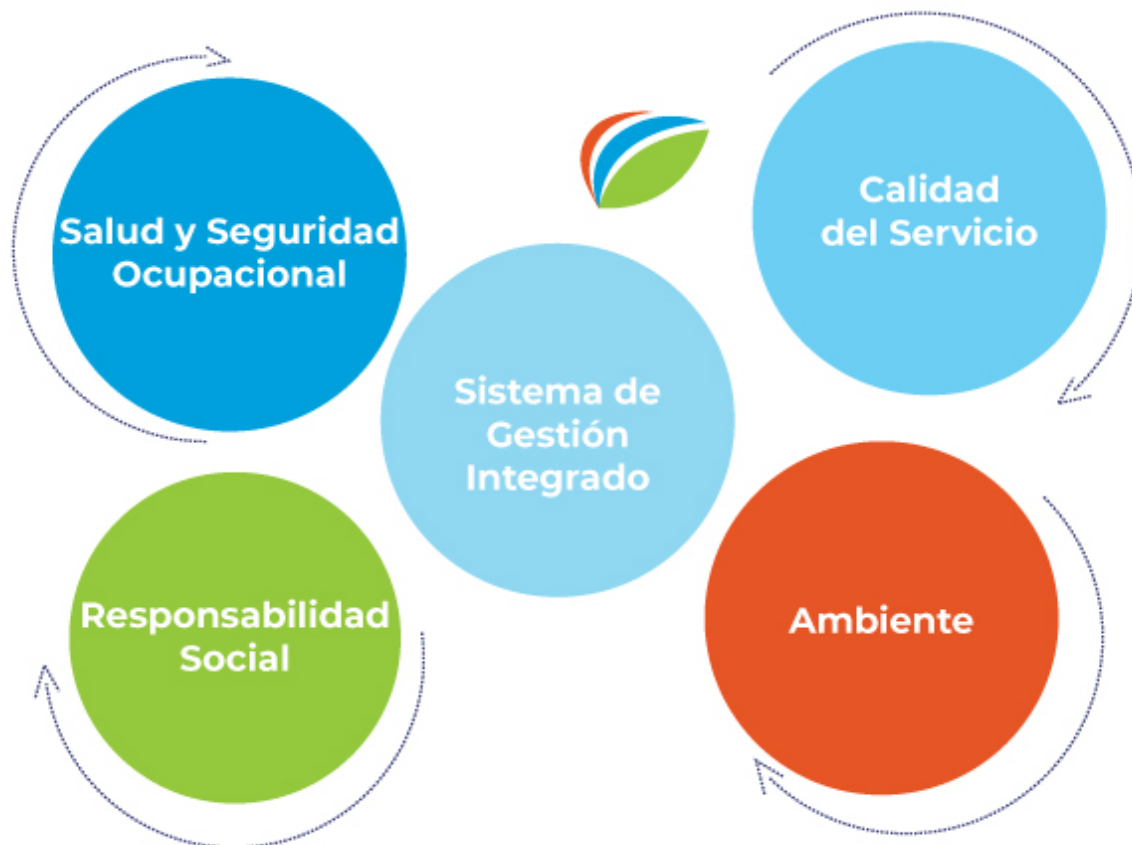 Salud y Seguridad
Ocupacional
Calidad
del Servicio
Sistema de
Gestión
Integrado
Responsabilidad
Social
Ambiente